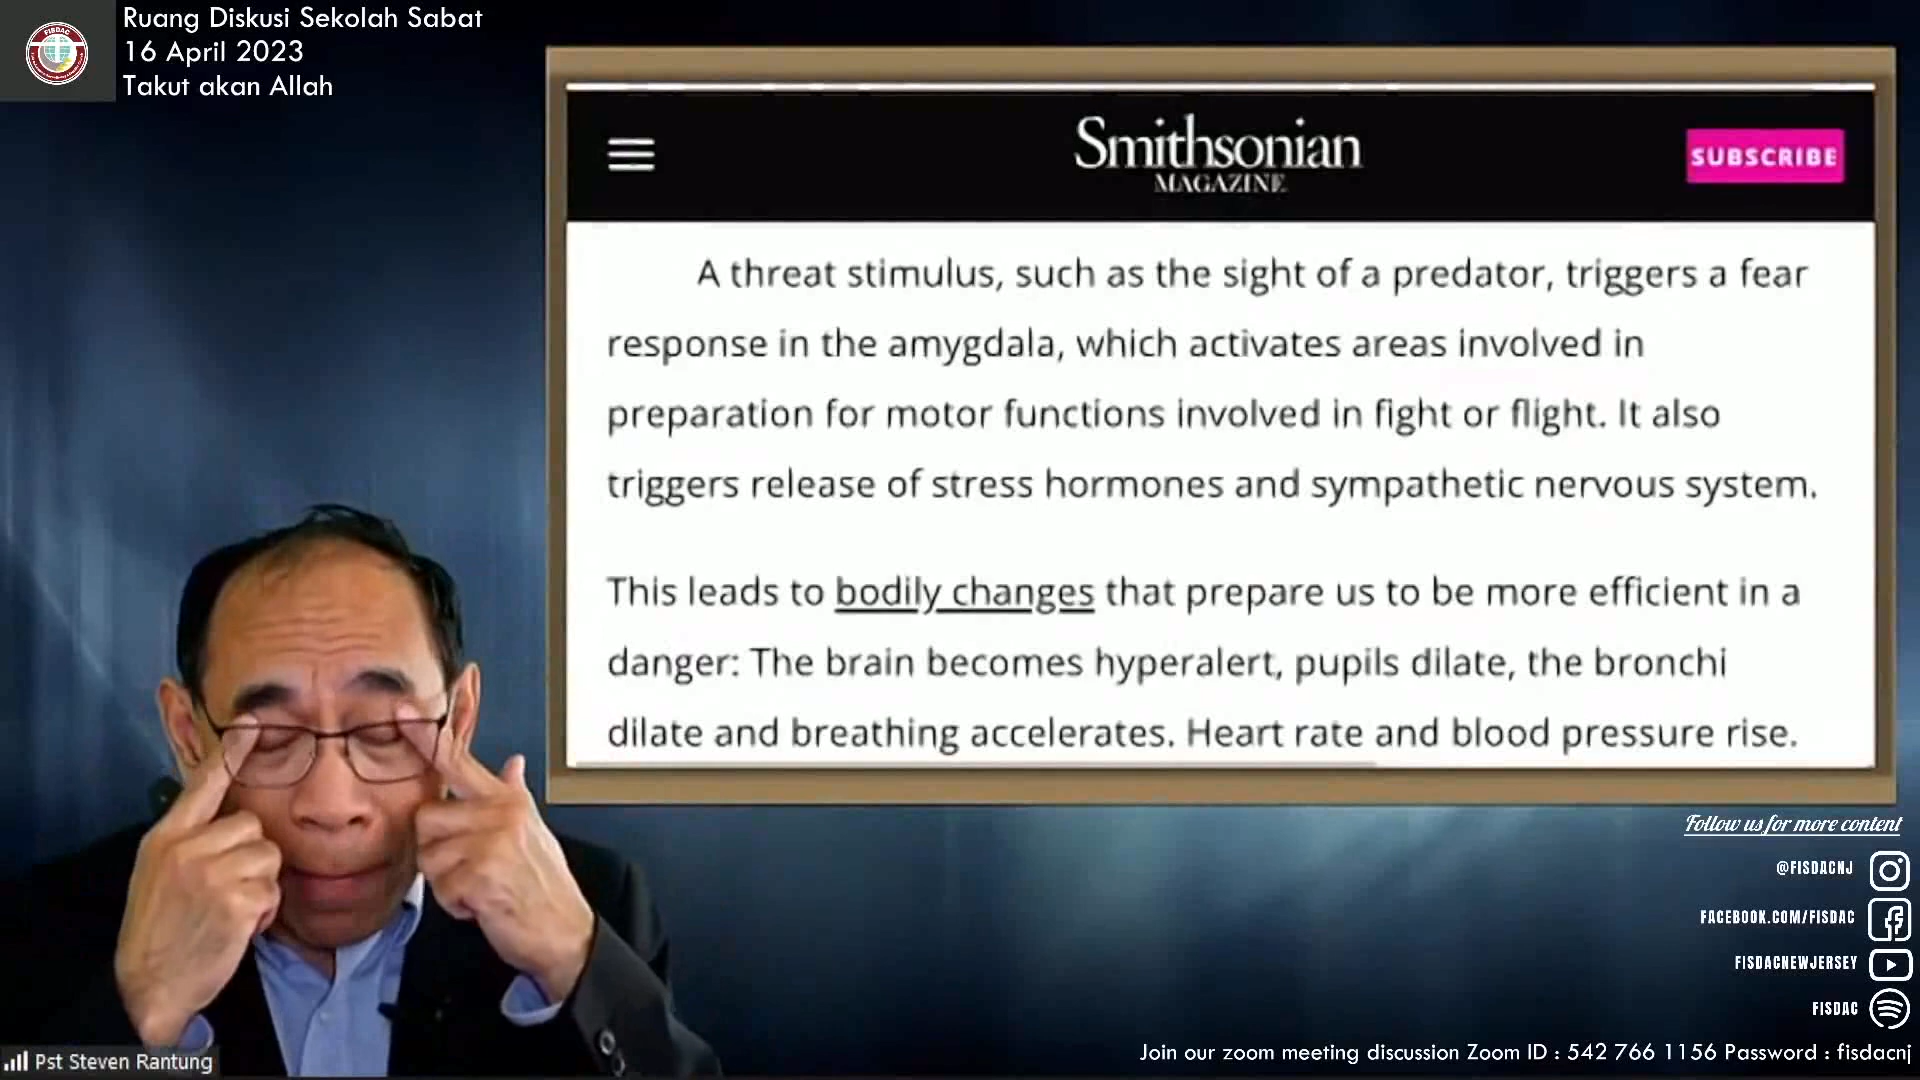 Ruang Diskusi Sekolah Sabat
16 April 2023
Takut akan Allah
FISDAC
Smithsonian
MAGAZINE
SUBSCRIBE
A threat stimulus, such as the sight of a predator, triggers a fear
response in the amygdala, which activates areas involved in
preparation for motor functions involved in fight or flight. It also
triggers release of stress hormones and sympathetic nervous system.
This leads to bodily changes that prepare us to be more efficient in a
danger: The brain becomes hyperalert, pupils dilate, the bronchi
dilate and breathing accelerates. Heart rate and blood pressure rise.
Follow us for more content
@FISDACNJ
FACEBOOK.COM/FISDAC
FISDACNEWJERSEY
FISDAC
Pst Steven Rantung
Join our zoom meeting discussion Zoom ID : 542 766 1156 Password : fisdacnj